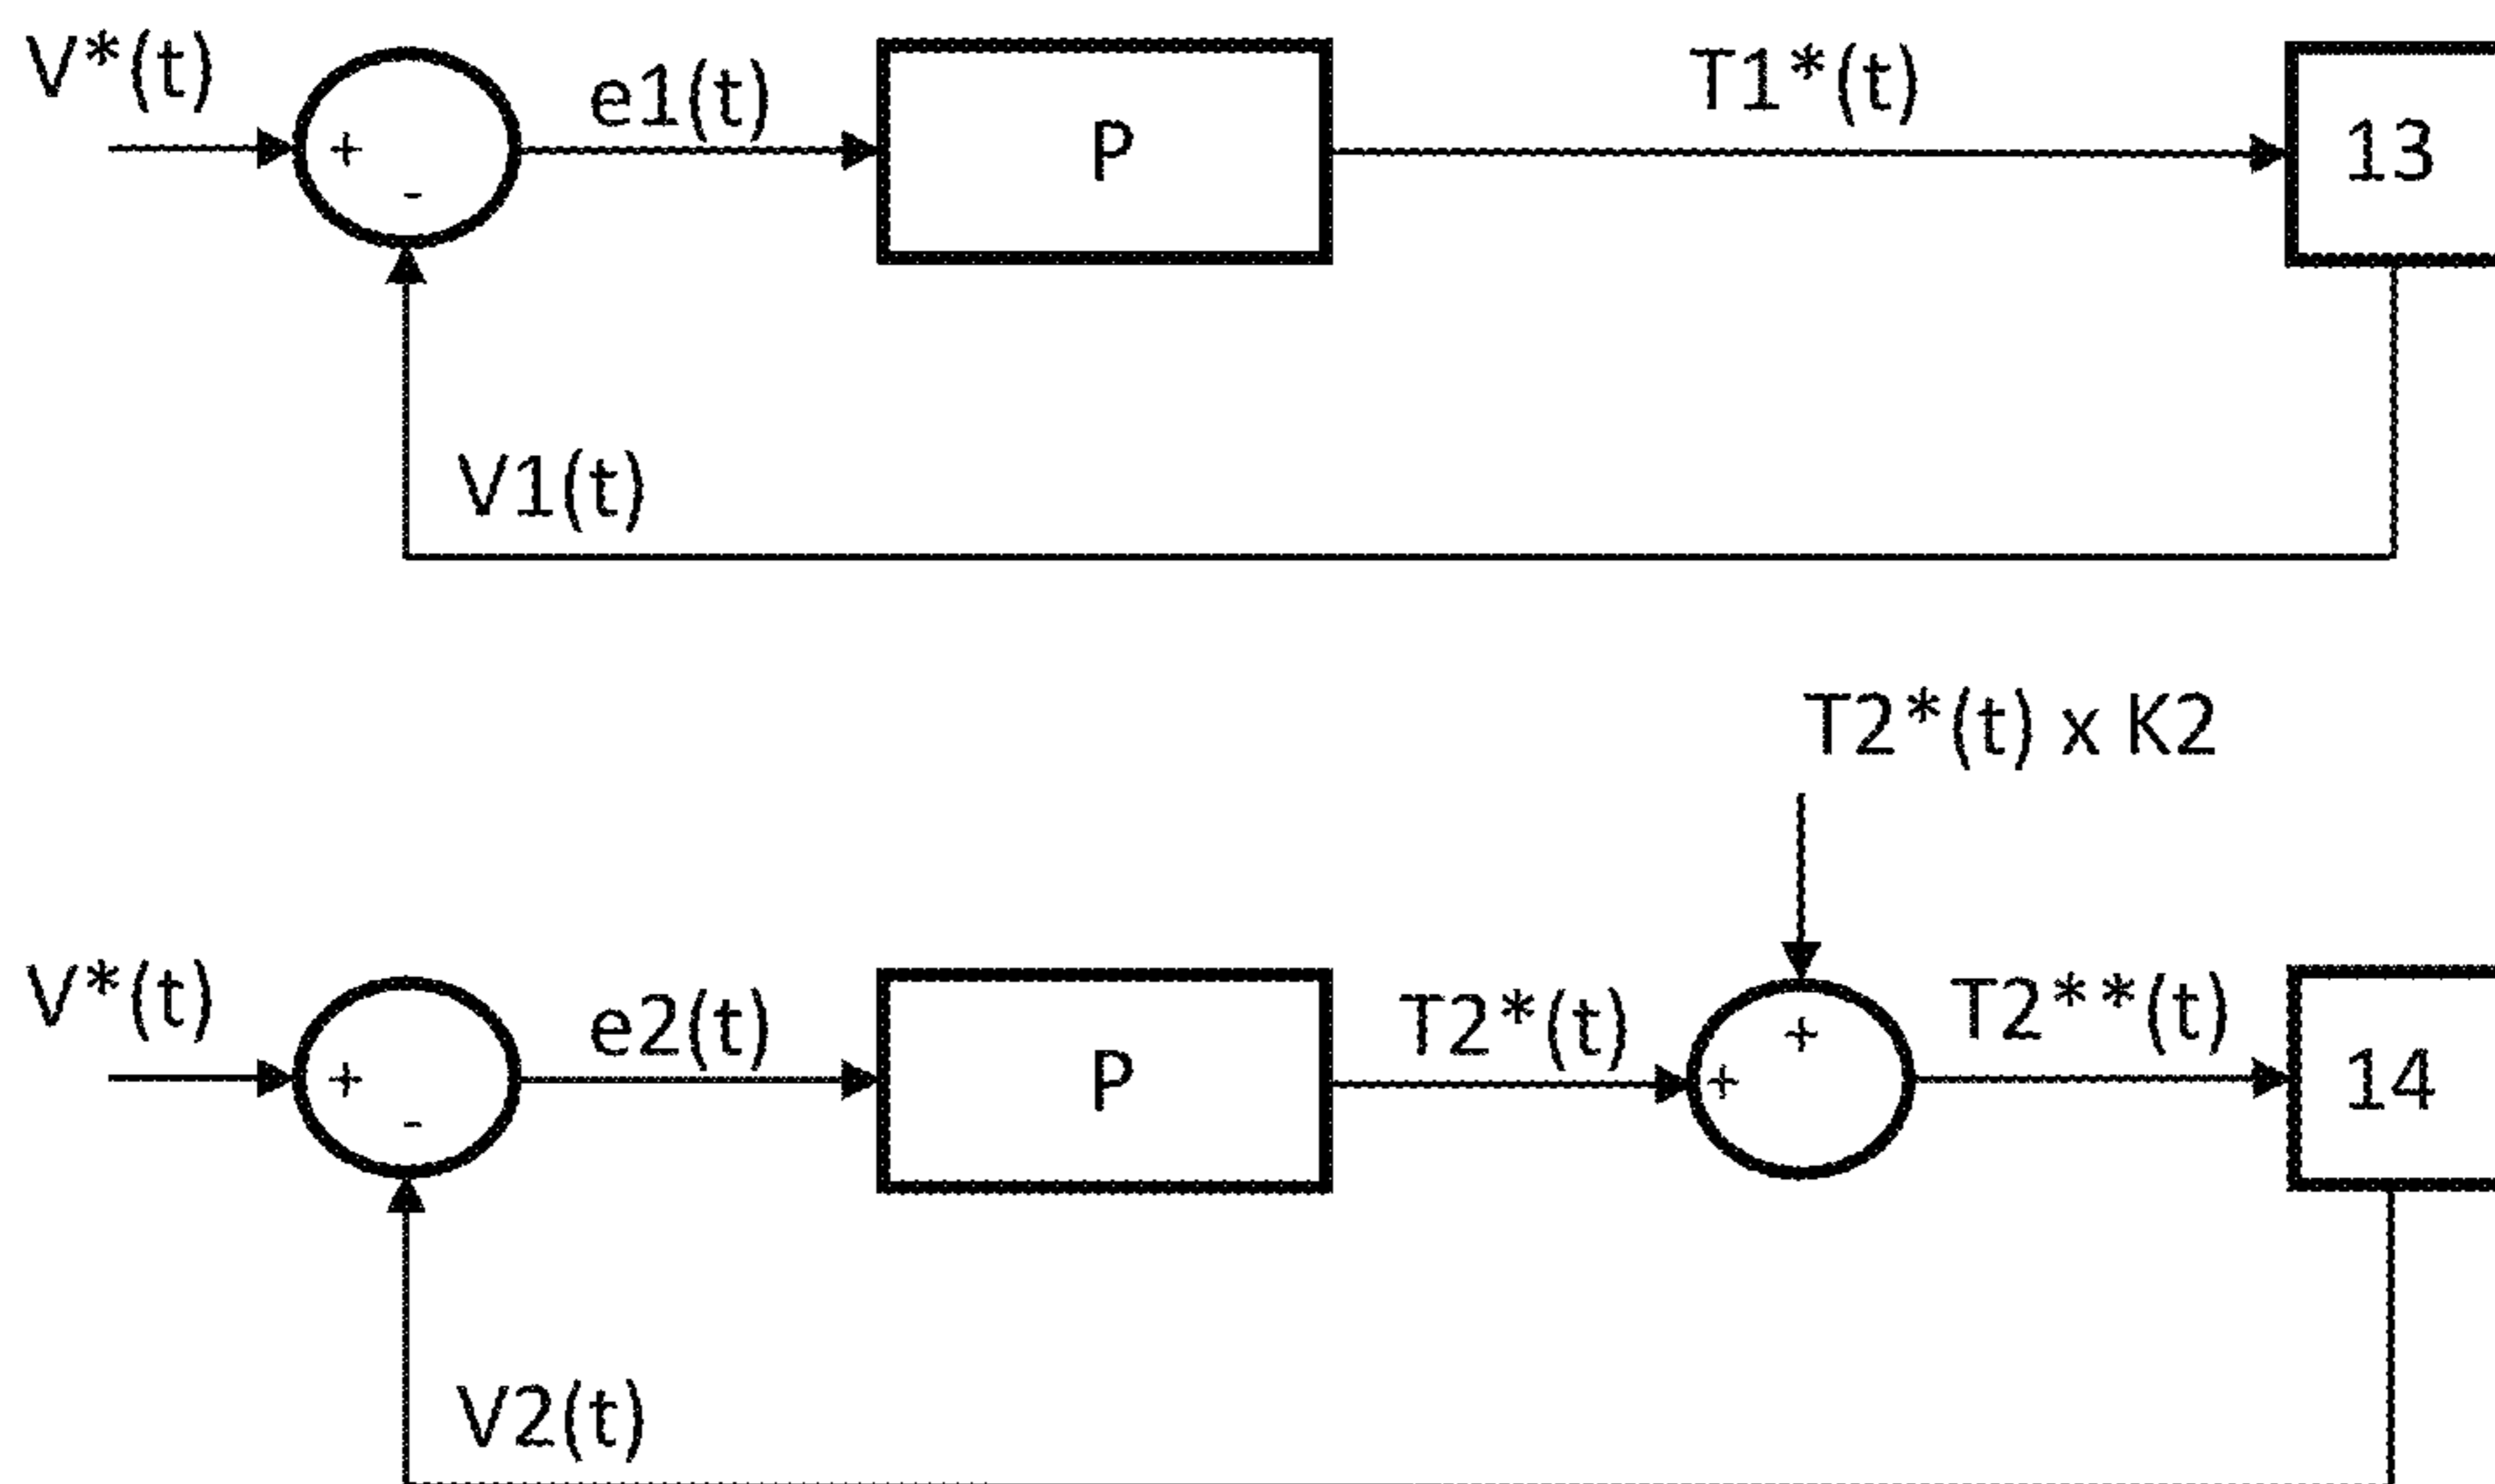 V*(t)
e1(t)
T1*(t)
+
-
P
13
V1(t)
T2*(t) x K2
V*(t)
e2(t)
T2*(t)
T2**(t)
+
-
P
+
+
14
V2(t)